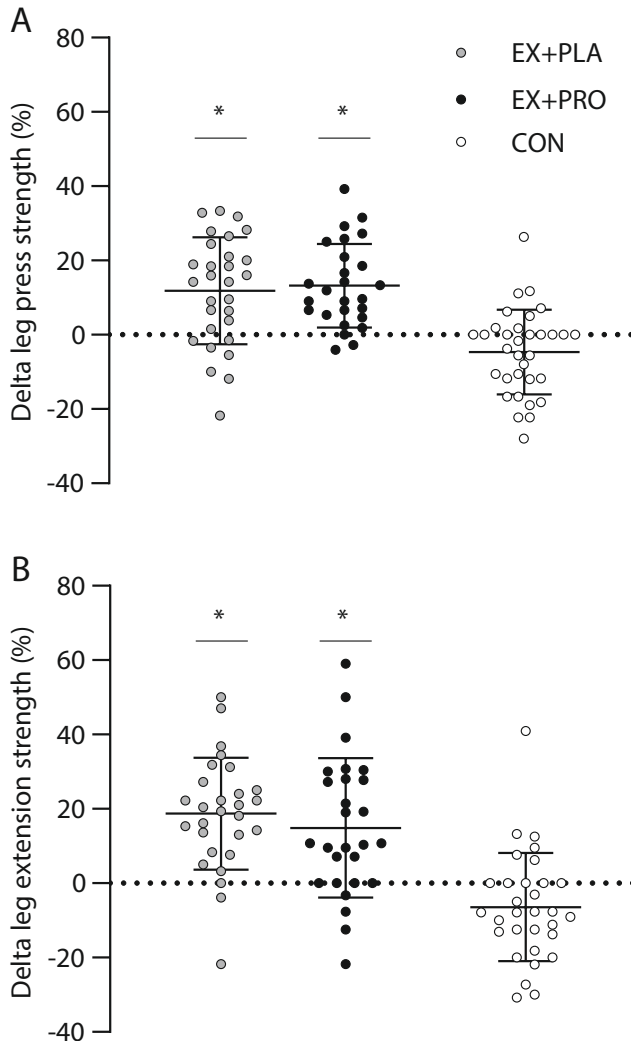 A
80
60
40
20
0
-20
-40
Delta leg press strength (%)
*
*
EX+PLA
EX+PRO
CON
B
80
60
40
20
0
-20
-40
Delta leg extension strength (%)
*
*